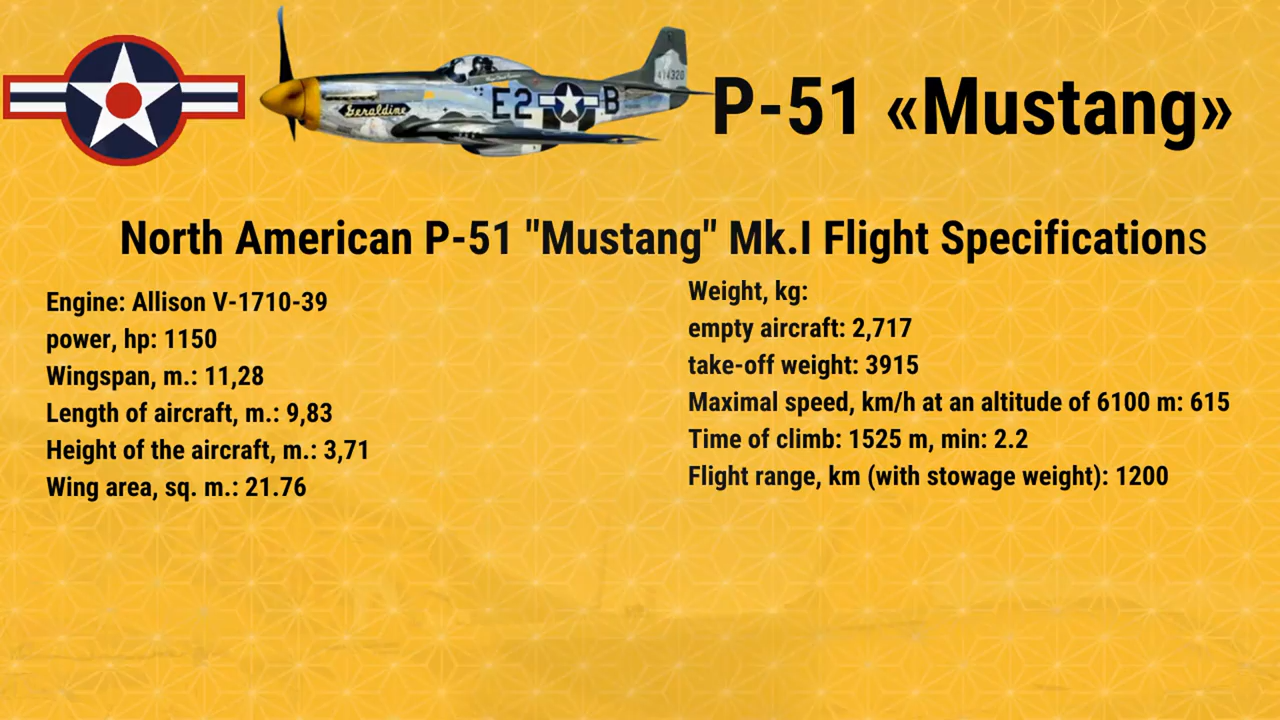 Geraldine
E2
B
414320
P-51 «Mustang»
North American P-51 "Mustang" Mk.I Flight Specifications
Engine: Allison V-1710-39
power, hp: 1150
Wingspan, m.: 11,28
Length of aircraft, m.: 9,83
Height of the aircraft, m.: 3,71
Wing area, sq. m.: 21.76
Weight, kg:
empty aircraft: 2,717
take-off weight: 3915
Maximal speed, km/h at an altitude of 6100 m: 615
Time of climb: 1525 m, min: 2.2
Flight range, km (with stowage weight): 1200